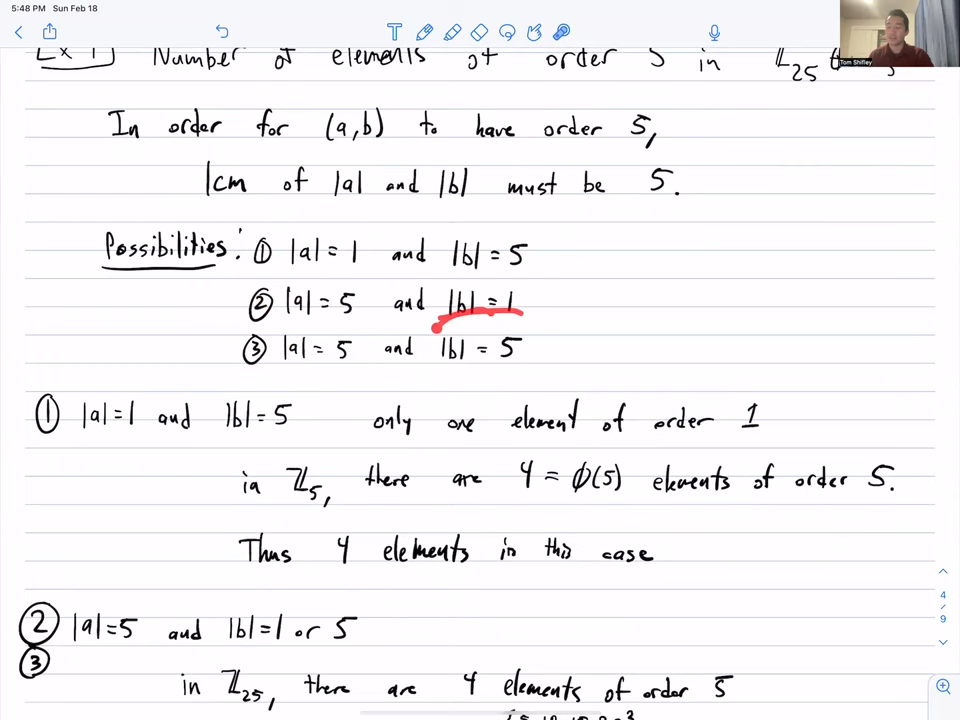 5:48 PM Sun Feb 18
Tom Shifley
Ex 1 Number of elements of order 5 in ℤ25 ⊕
In order for (a,b) to have order 5,
lcm of |a| and |b| must be 5.
Possibilities: ① |a| = 1 and |b| = 5
② |a| = 5 and |b| = 1
③ |a| = 5 and |b| = 5
① |a|=1 and |b|=5 only one element of order 1
in ℤ5, there are 4 = ϕ(5) elements of order 5.
Thus 4 elements in this case
② |a|=5 and |b|=1 or 5
③
in ℤ25, there are 4 elements of order 5
4
/
9